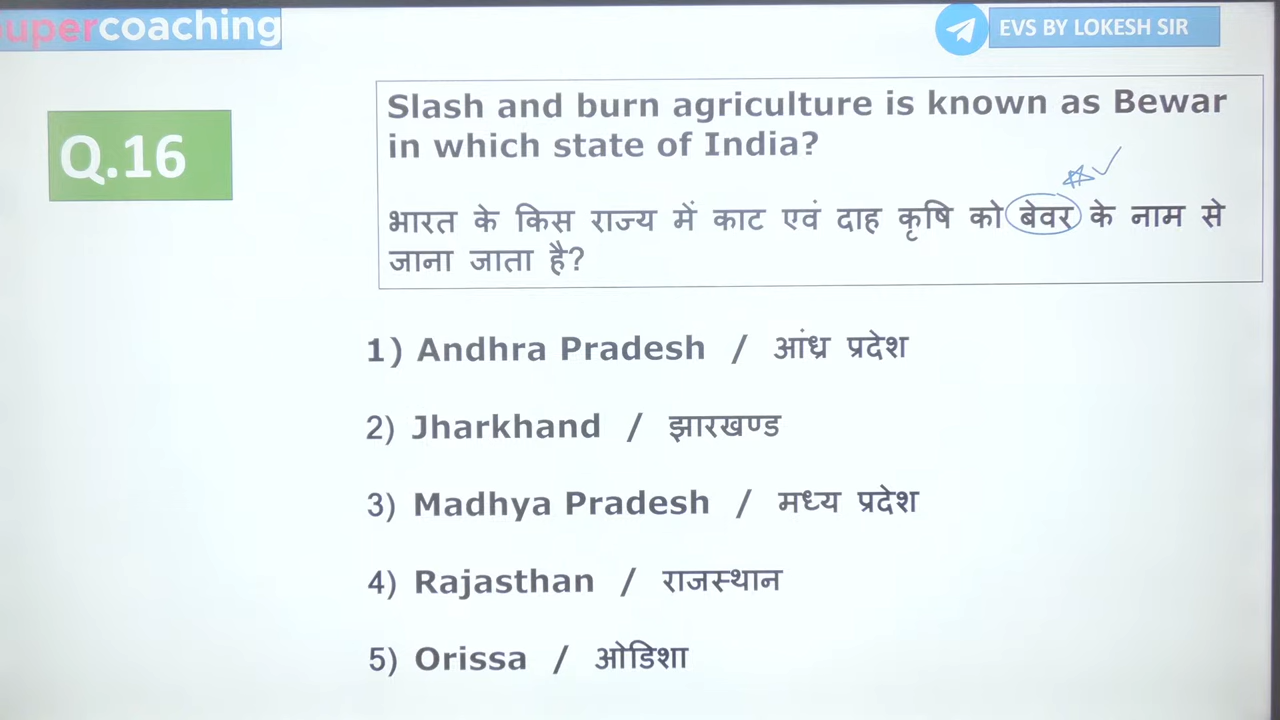 supercoaching
EVS BY LOKESH SIR
Q.16
Slash and burn agriculture is known as Bewar
in which state of India?
भारत के किस राज्य में काट एवं दाह कृषि को बेवर के नाम से
जाना जाता है?
1) Andhra Pradesh / आंध्र प्रदेश
2) Jharkhand / झारखण्ड
3) Madhya Pradesh / मध्य प्रदेश
4) Rajasthan / राजस्थान
5) Orissa / ओडिशा